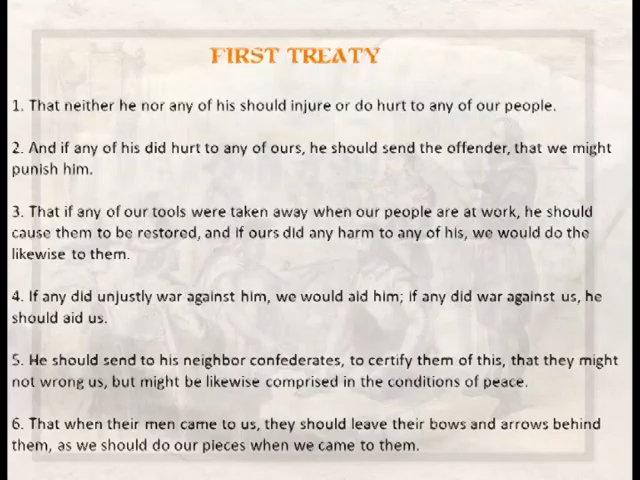 FIRST TREATY
1. That neither he nor any of his should injure or do hurt to any of our people.
2. And if any of his did hurt to any of ours, he should send the offender, that we might
punish him.
3. That if any of our tools were taken away when our people are at work, he should
cause them to be restored, and if ours did any harm to any of his, we would do the
likewise to them.
4. If any did unjustly war against him, we would aid him; if any did war against us, he
should aid us.
5. He should send to his neighbor confederates, to certify them of this, that they might
not wrong us, but might be likewise comprised in the conditions of peace.
6. That when their men came to us, they should leave their bows and arrows behind
them, as we should do our pieces when we came to them.